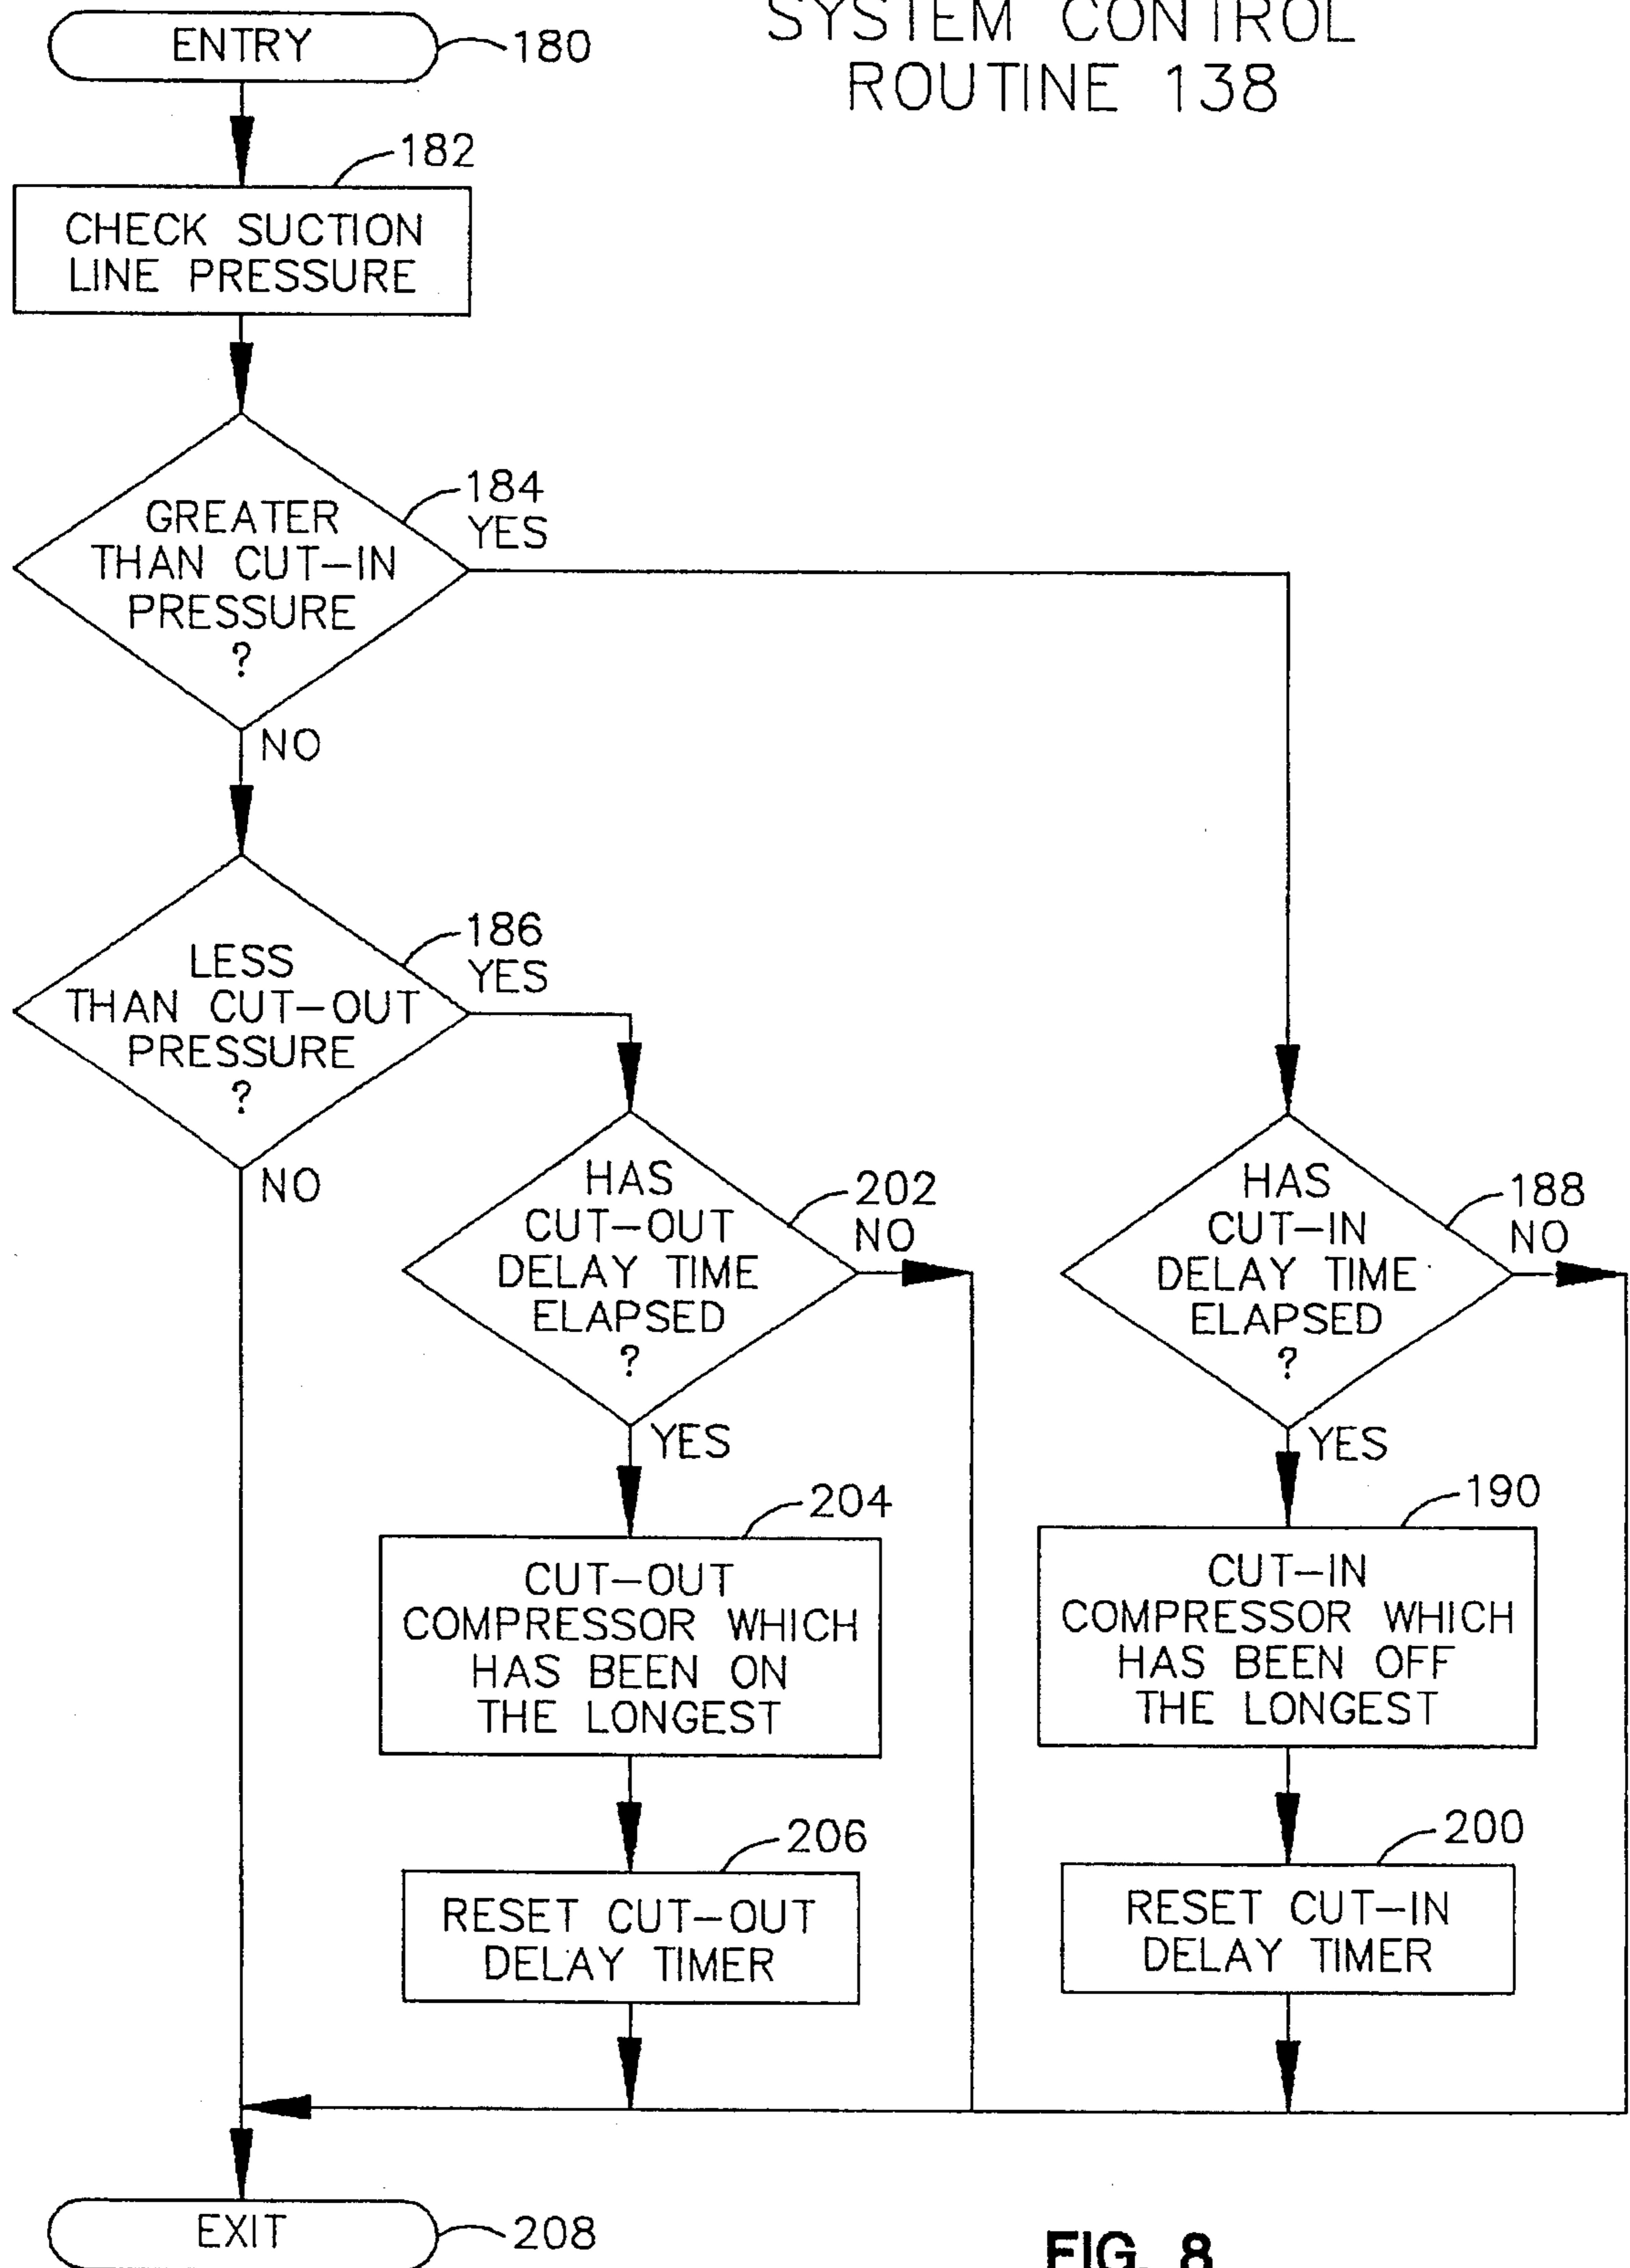 SYSTEM CONTROL
ROUTINE 138
ENTRY
180
182
CHECK SUCTION
LINE PRESSURE
184
YES
GREATER
THAN CUT-IN
PRESSURE
?
NO
186
YES
LESS
THAN CUT-OUT
PRESSURE
?
NO
HAS
CUT-OUT
DELAY TIME
ELAPSED
?
202
NO
YES
204
CUT-OUT
COMPRESSOR WHICH
HAS BEEN ON
THE LONGEST
206
RESET CUT-OUT
DELAY TIMER
HAS
CUT-IN
DELAY TIME
ELAPSED
?
188
NO
YES
190
CUT-IN
COMPRESSOR WHICH
HAS BEEN OFF
THE LONGEST
200
RESET CUT-IN
DELAY TIMER
EXIT
208
FIG. 8